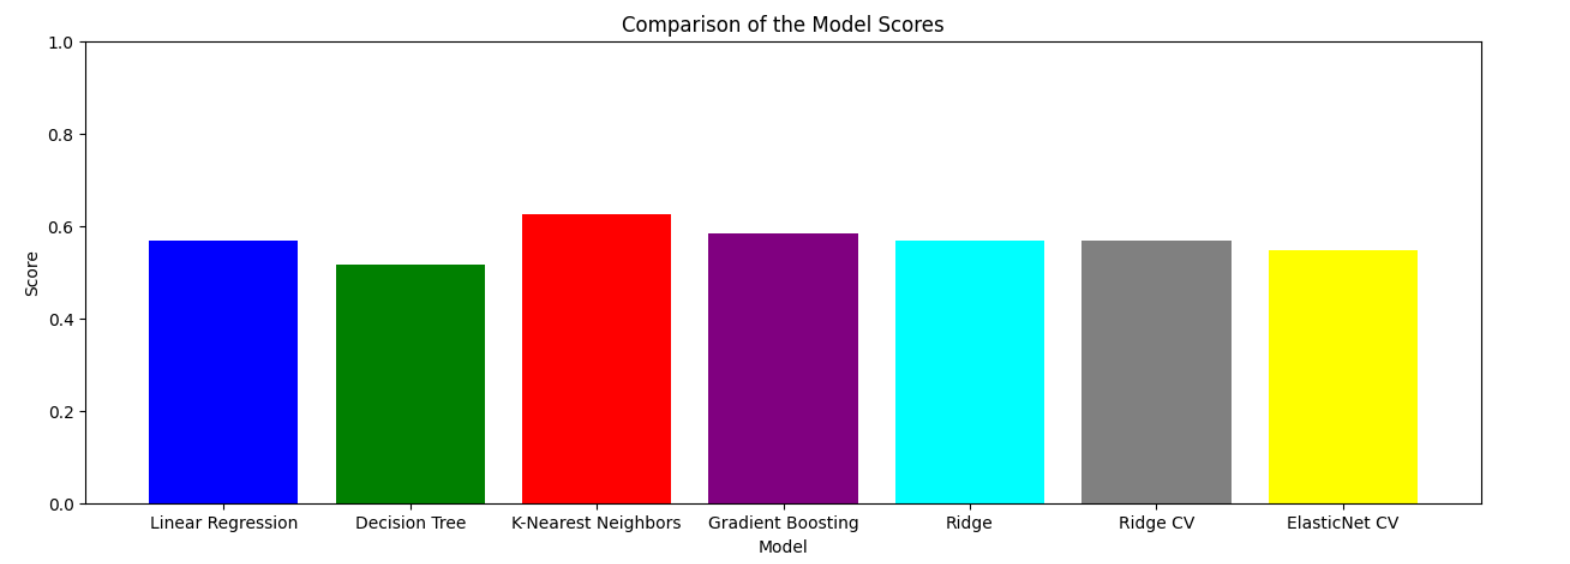 Comparison of the Model Scores
1.0
0.8
0.6
0.4
0.2
0.0
Score
Linear Regression Decision Tree K-Nearest Neighbors Gradient Boosting Ridge Ridge CV ElasticNet CV
Model